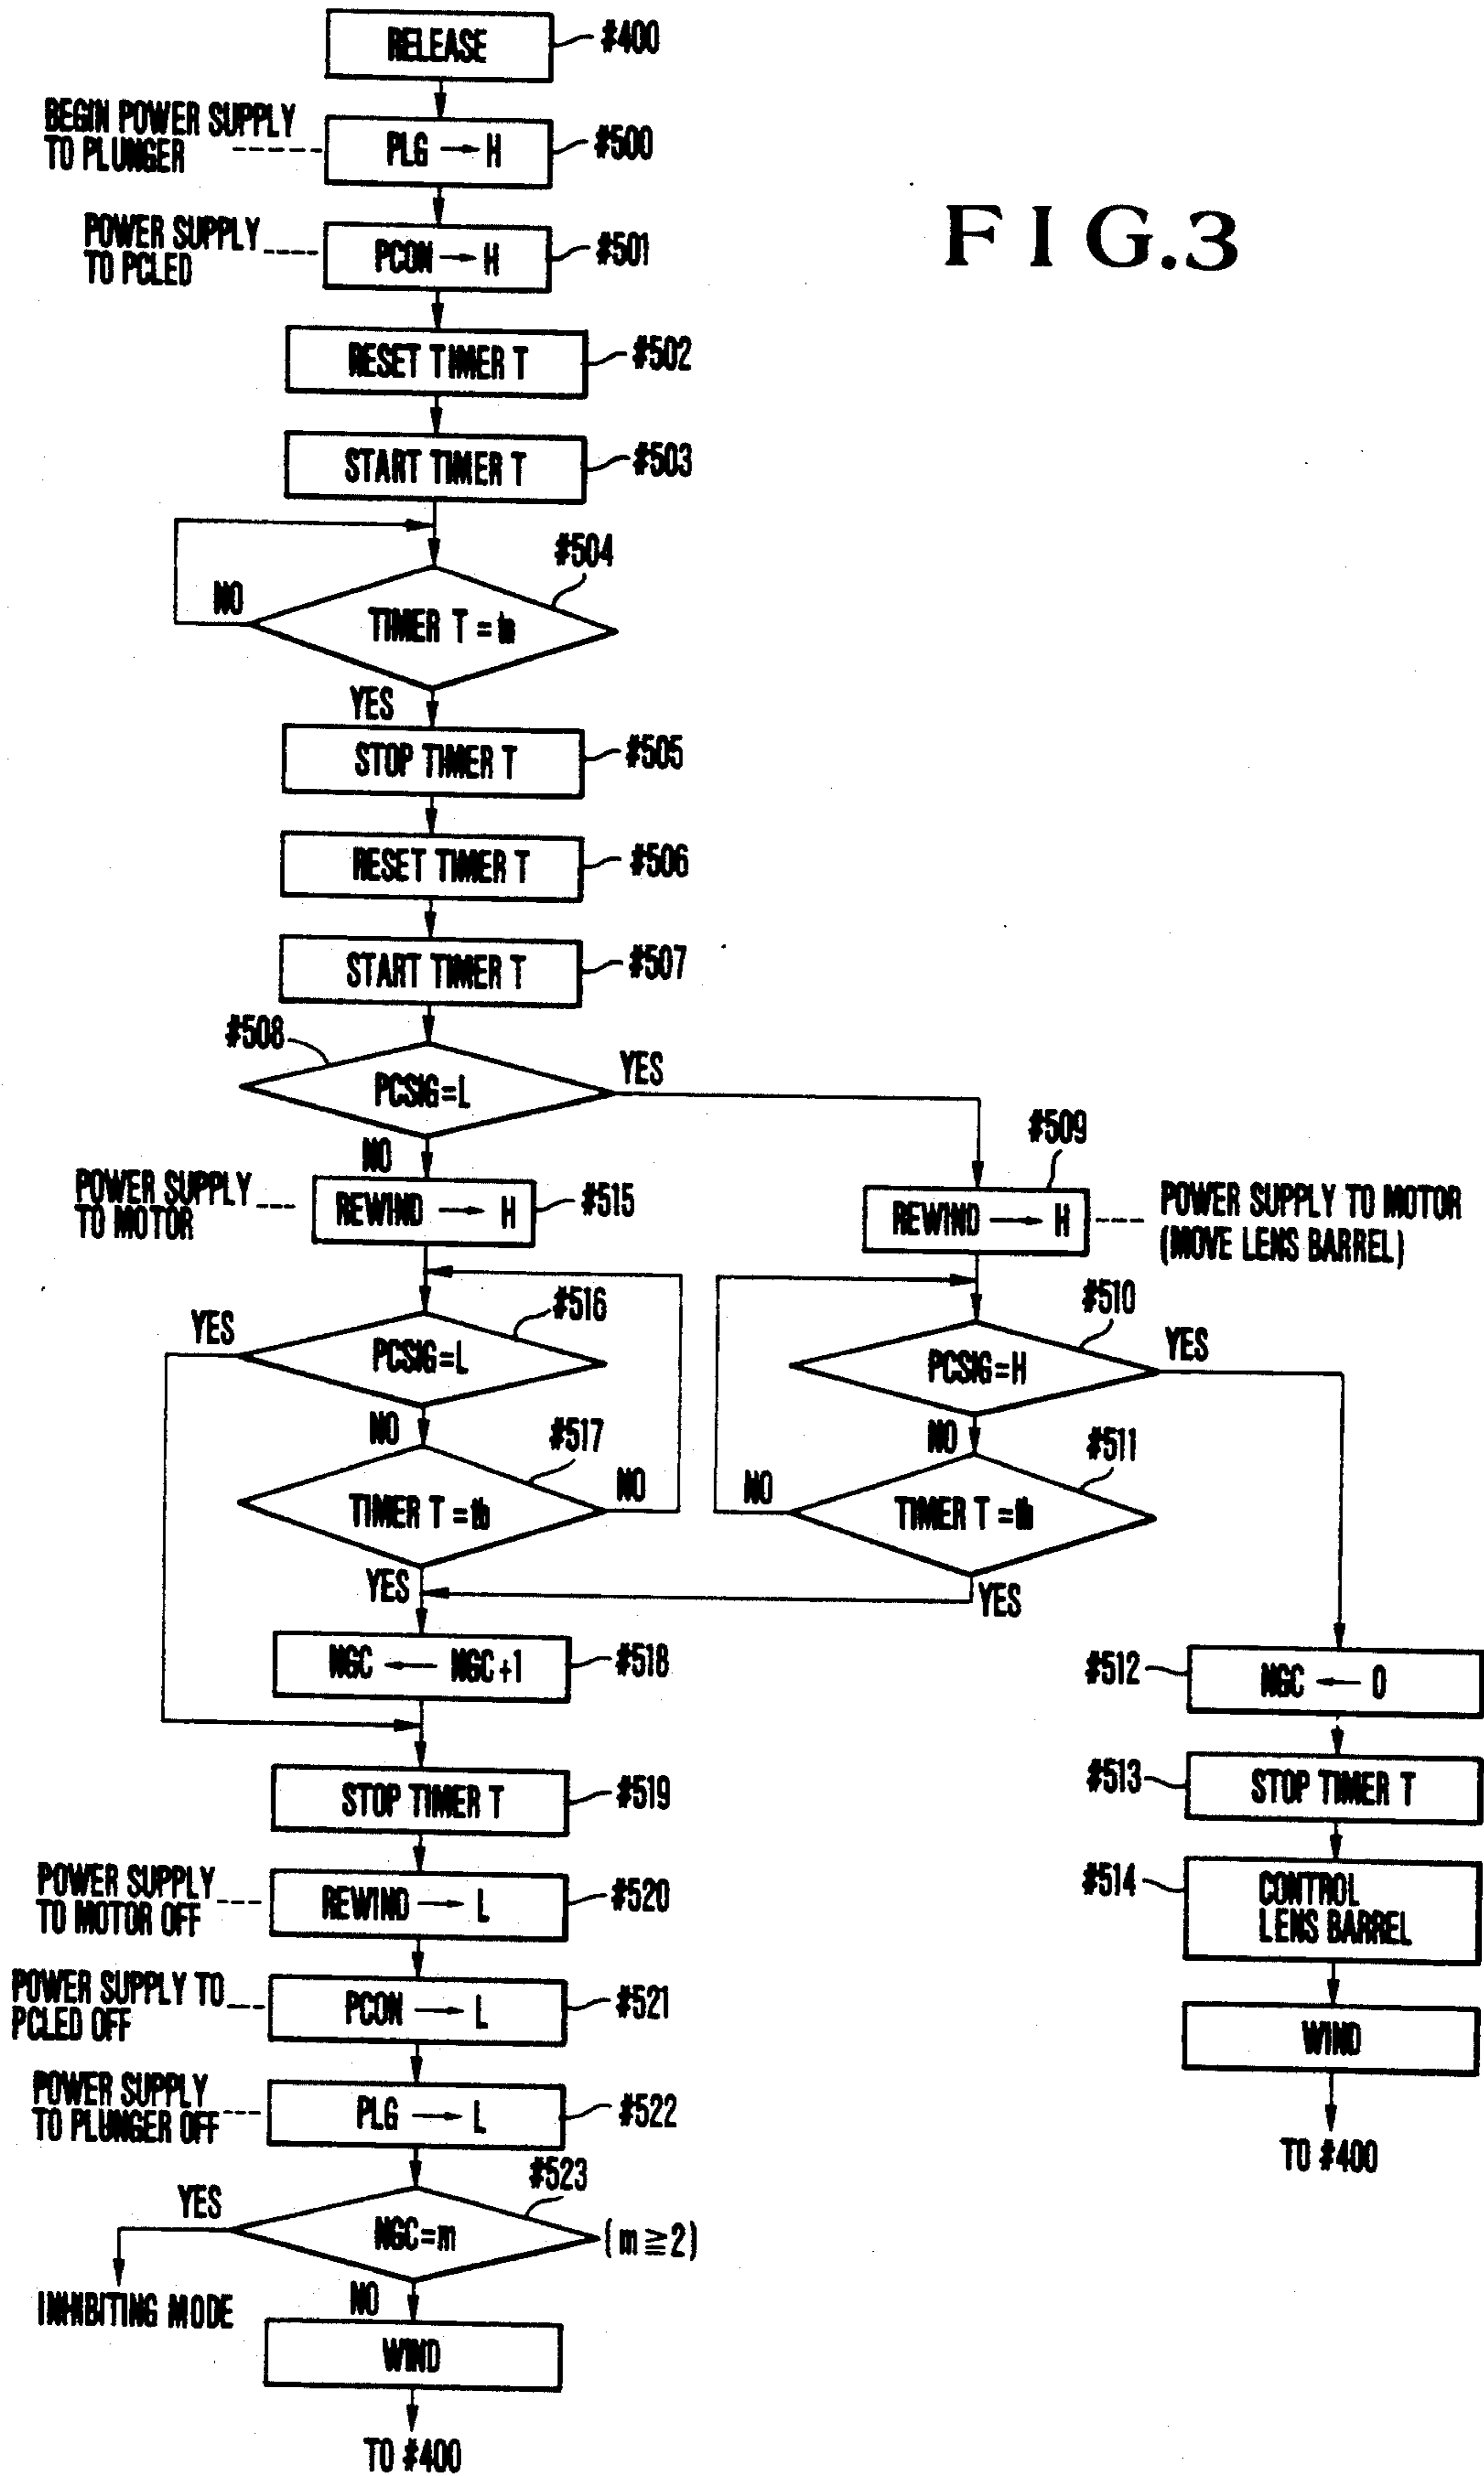 FIG.3
RELEASE
#400
BEGIN POWER SUPPLY
TO PLUNGER
PLG → H
#500
POWER SUPPLY
TO PCLED
PCON → H
#501
RESET TIMER T
#502
START TIMER T
#503
#504
NO
TIMER T =
YES
STOP TIMER T
#505
RESET TIMER T
#506
START TIMER T
#507
#508
PCSIG=L
YES
NO
#509
POWER SUPPLY
TO MOTOR
REWIND → H
#515
REWIND → H
POWER SUPPLY TO MOTOR
(MOVE LENS BARREL)
#516
YES
PCSIG=L
NO
#510
PCSIG=H
YES
NO
#517
TIMER T = tb
NO
YES
#511
NO
TIMER T = tb
YES
NGC ← NGC+1
#518
#512
NGC ← 0
STOP TIMER T
#519
#513
STOP TIMER T
POWER SUPPLY
TO MOTOR OFF
REWIND → L
#520
#514
CONTROL
LENS BARREL
POWER SUPPLY TO
PCLED OFF
PCON → L
#521
WIND
TO #400
POWER SUPPLY
TO PLUNGER OFF
PLG → L
#522
#523
YES
NGC=m
(m≧2)
INHIBITING MODE
NO
WIND
TO #400